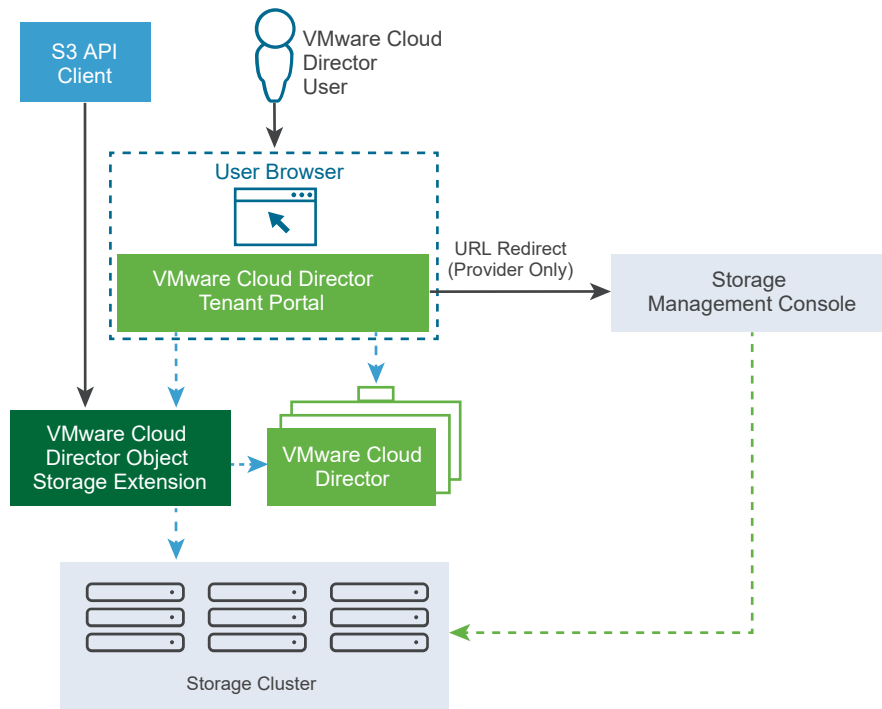 S3 API
Client
VMware Cloud
Director
User
User Browser
VMware Cloud Director
Tenant Portal
URL Redirect
(Provider Only)
Storage
Management Console
VMware Cloud
Director Object
Storage Extension
VMware Cloud
Director
Storage Cluster